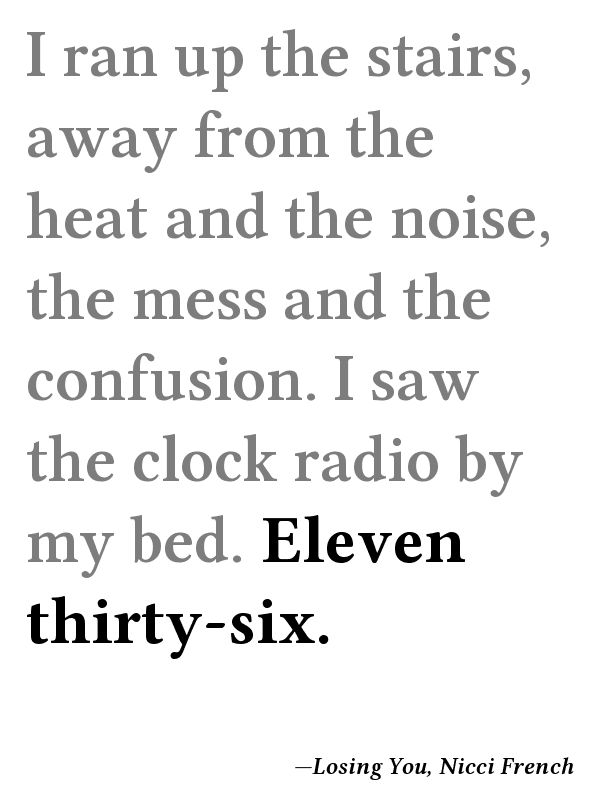 I ran up the stairs,
away from the
heat and the noise,
the mess and the
confusion. I saw
the clock radio by
my bed. Eleven
thirty-six.
—Losing You, Nicci French